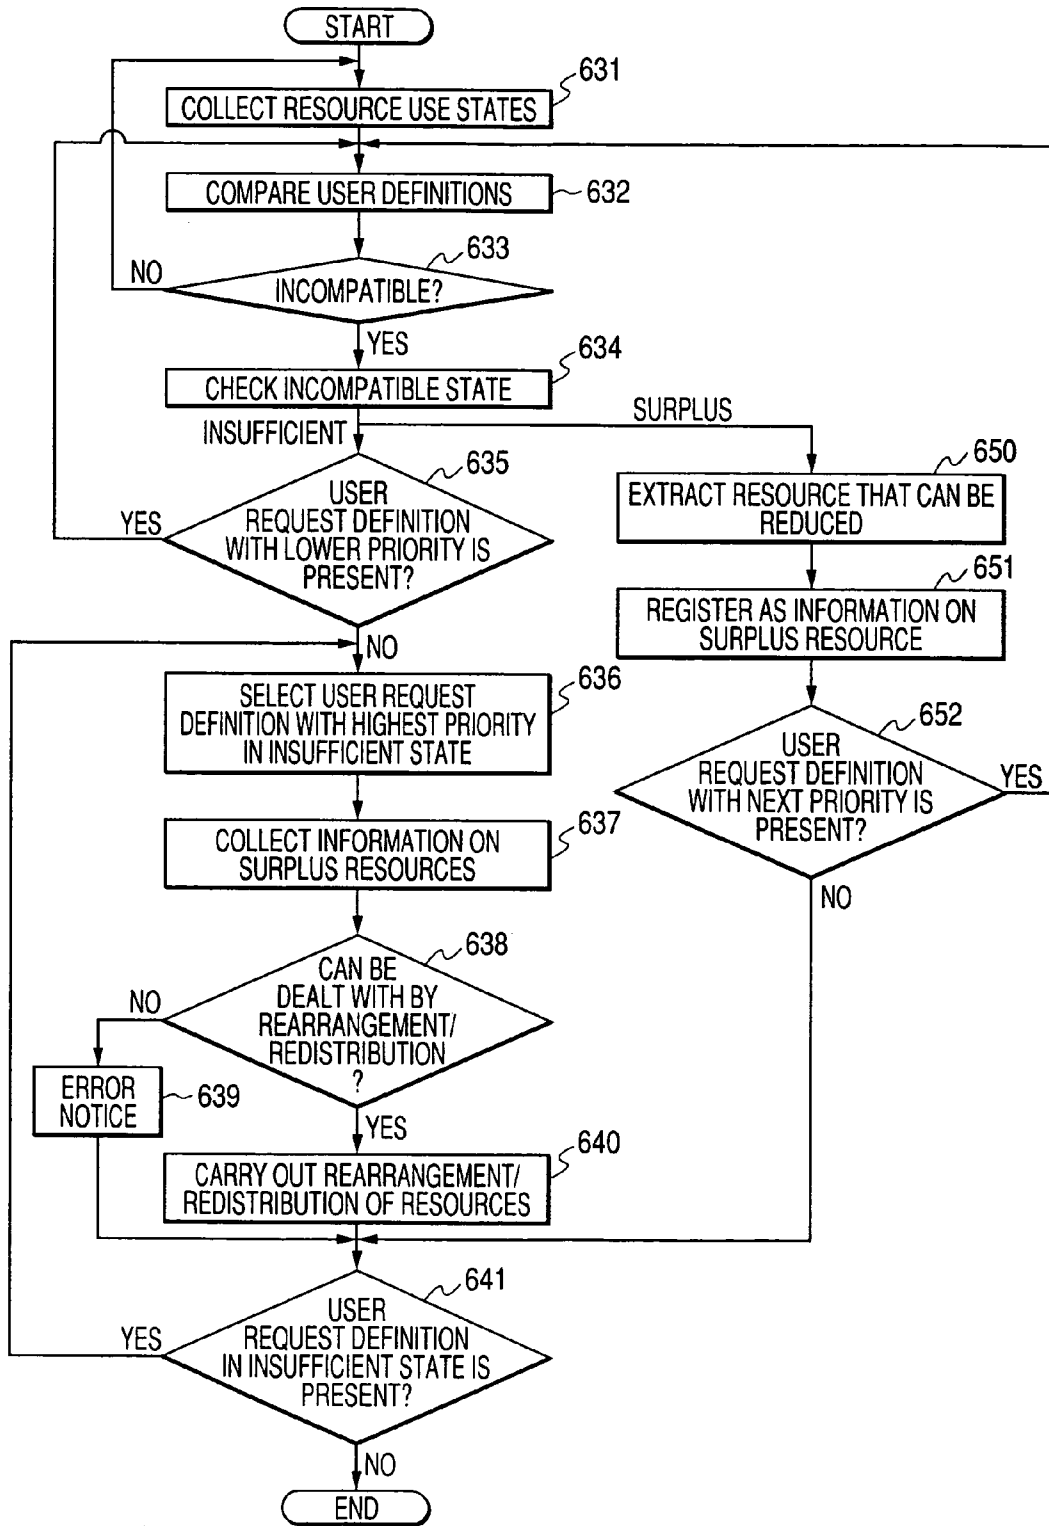 START
631
COLLECT RESOURCE USE STATES
COMPARE USER DEFINITIONS
632
633
NO
INCOMPATIBLE?
YES
634
CHECK INCOMPATIBLE STATE
SURPLUS
INSUFFICIENT
635
650
USER
REQUEST DEFINITION
WITH LOWER PRIORITY IS
PRESENT?
YES
EXTRACT RESOURCE THAT CAN BE
REDUCED
651
REGISTER AS INFORMATION ON
SURPLUS RESOURCE
NO
636
SELECT USER REQUEST
DEFINITION WITH HIGHEST PRIORITY
IN INSUFFICIENT STATE
652
USER
REQUEST DEFINITION
WITH NEXT PRIORITY IS
PRESENT?
YES
637
COLLECT INFORMATION ON
SURPLUS RESOURCES
NO
638
CAN BE
DEALT WITH BY
REARRANGEMENT/
REDISTRIBUTION
?
NO
ERROR
NOTICE
639
YES
640
CARRY OUT REARRANGEMENT/
REDISTRIBUTION OF RESOURCES
641
USER
REQUEST DEFINITION
IN INSUFFICIENT STATE IS
PRESENT?
YES
NO
END